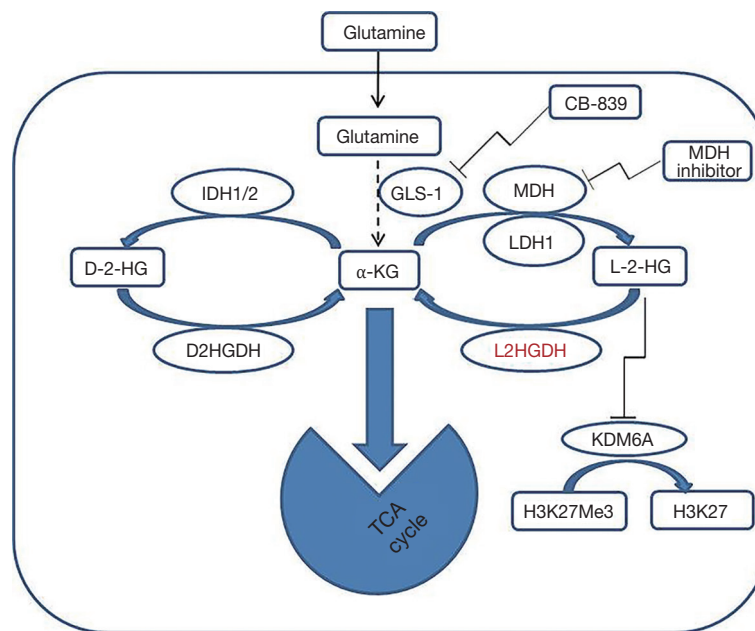 Glutamine
Glutamine
CB-839
MDH
inhibitor
IDH1/2
GLS-1
MDH
LDH1
D-2-HG
α-KG
L-2-HG
D2HGDH
L2HGDH
KDM6A
TCA
cycle
H3K27Me3
H3K27